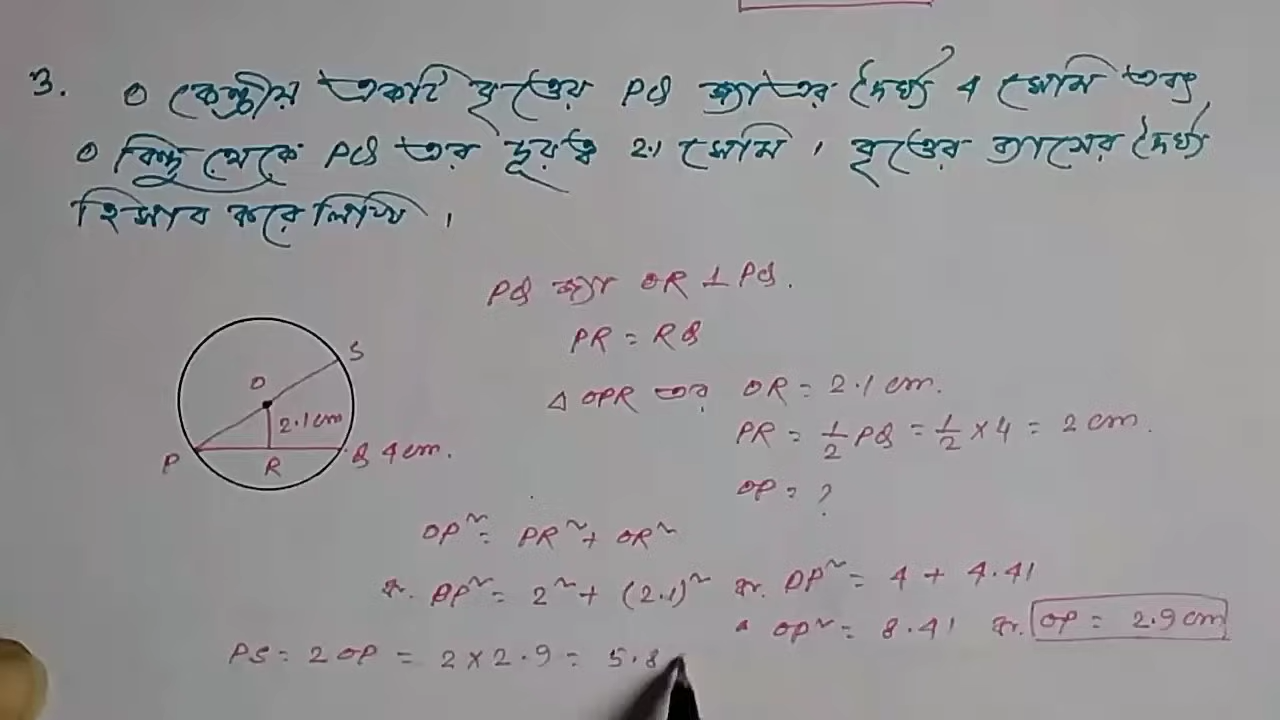 3. O কেন্দ্রীয় একটি বৃত্তের PQ জ্যা এর দৈর্ঘ্য 4 সেমি এবং
O বিন্দু থেকে PQ এর দূরত্ব 2.1 সেমি । বৃত্তের ব্যাসের দৈর্ঘ্য
হিসাব করে লিখি ।
PQ জ্যা OR ⊥ PQ.
PR = RQ
△ OPR এর OR = 2.1 cm.
PR = 1/2 PQ = 1/2 × 4 = 2 cm.
OP = ?
S
O
2.1 cm
P
R
Q 4 cm.
OP² = PR² + OR²
বা. OP² = 2² + (2.1)² বা. OP² = 4 + 4.41
OP² = 8.41 বা. OP = 2.9 cm
PS = 2 OP = 2 × 2.9 = 5.8